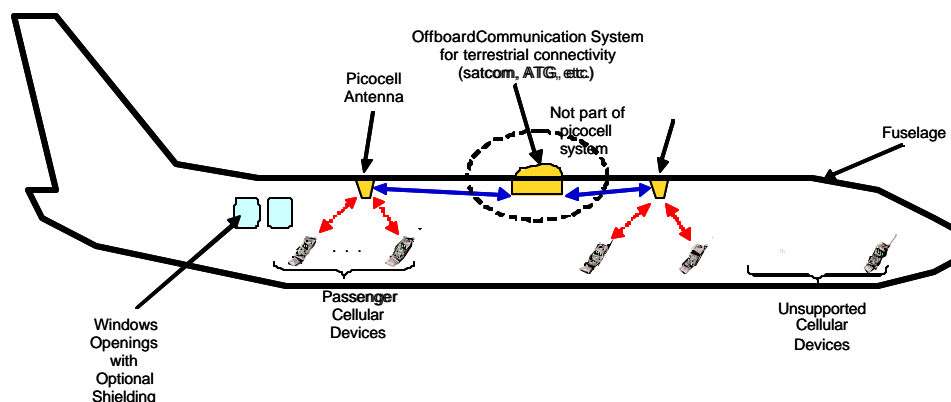 OffboardCommunication System
for terrestrial connectivity
(satcom, ATG, etc.)
Picocell
Antenna
Not part of
picocell
system
Fuselage
Passenger
Cellular
Devices
Unsupported
Cellular
Devices
Windows
Openings
with
Optional
Shielding